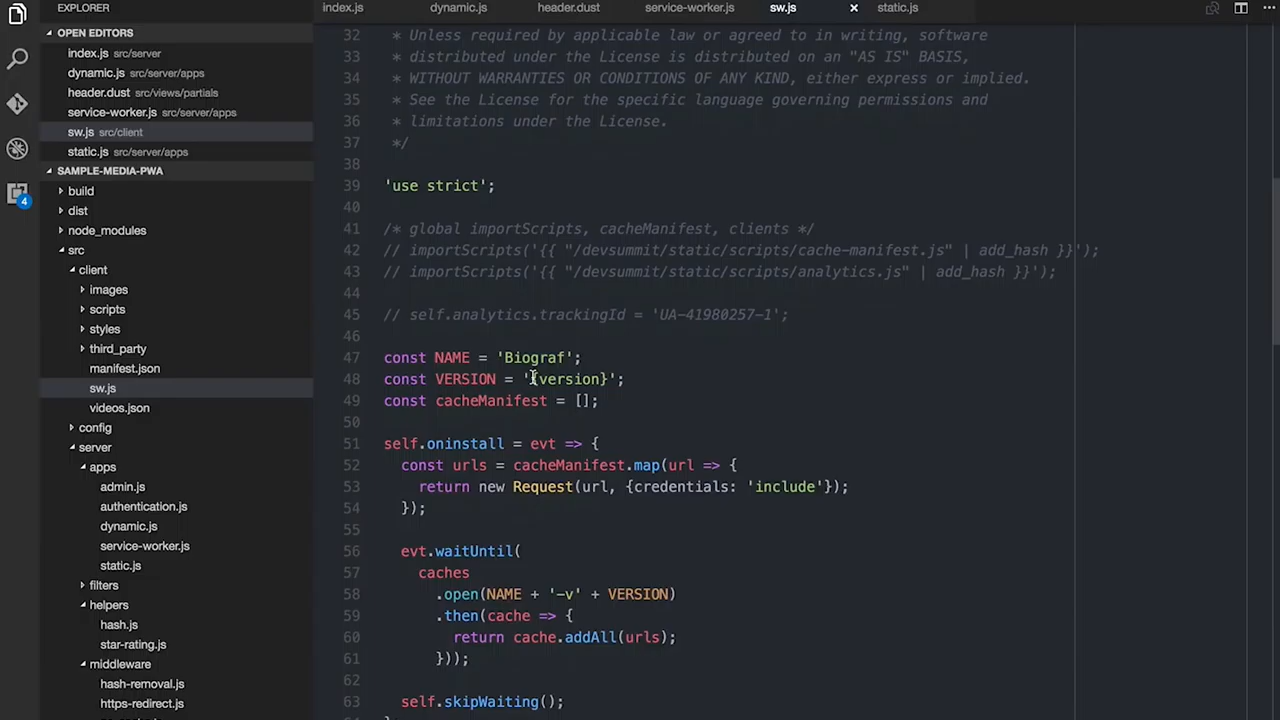 EXPLORER
OPEN EDITORS
index.js src/server
dynamic.js src/server/apps
header.dust src/views/partials
service-worker.js src/server/apps
sw.js src/client
static.js src/server/apps
SAMPLE-MEDIA-PWA
build
dist
node_modules
src
client
images
scripts
styles
third_party
manifest.json
sw.js
videos.json
config
server
apps
admin.js
authentication.js
dynamic.js
service-worker.js
static.js
filters
helpers
hash.js
star-rating.js
middleware
hash-removal.js
https-redirect.js
4
index.js dynamic.js header.dust service-worker.js sw.js × static.js •••
32 * Unless required by applicable law or agreed to in writing, software
33 * distributed under the License is distributed on an "AS IS" BASIS,
34 * WITHOUT WARRANTIES OR CONDITIONS OF ANY KIND, either express or implied.
35 * See the License for the specific language governing permissions and
36 * limitations under the License.
37 */
38
39 'use strict';
40
41 /* global importScripts, cacheManifest, clients */
42 // importScripts('{{ "/devsummit/static/scripts/cache-manifest.js" | add_hash }}');
43 // importScripts('{{ "/devsummit/static/scripts/analytics.js" | add_hash }}');
44
45 // self.analytics.trackingId = 'UA-41980257-1';
46
47 const NAME = 'Biograf';
48 const VERSION = '{version}';
49 const cacheManifest = [];
50
51 self.oninstall = evt => {
52 const urls = cacheManifest.map(url => {
53 return new Request(url, {credentials: 'include'});
54 });
55
56 evt.waitUntil(
57 caches
58 .open(NAME + '-v' + VERSION)
59 .then(cache => {
60 return cache.addAll(urls);
61 }));
62
63 self.skipWaiting();